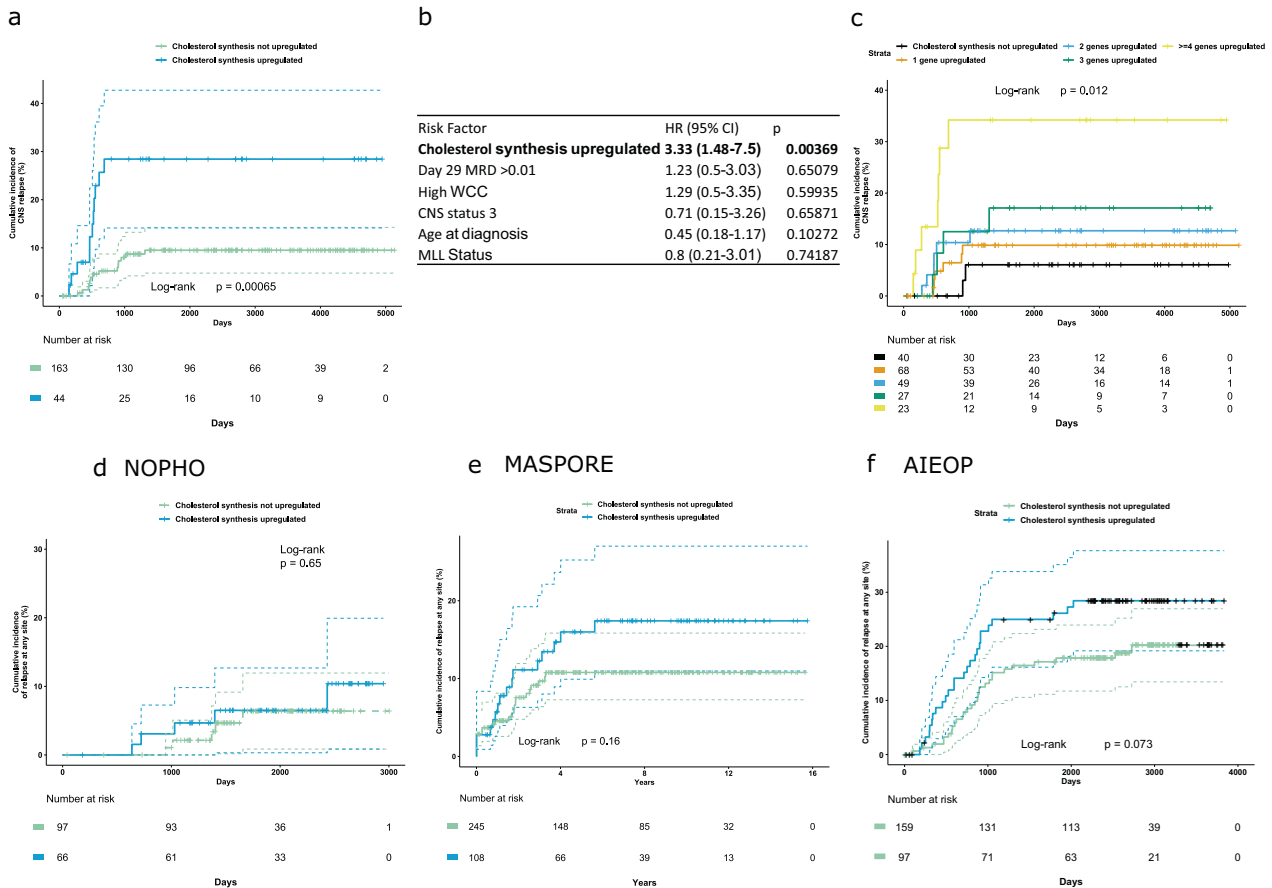 a
Cholesterol synthesis not upregulated
Cholesterol synthesis upregulated
Cumulative incidence of
CNS relapse (%)
40
30
20
10
0
Log-rank p = 0.00065
0 1000 2000 3000 4000 5000
Days
Number at risk
163 130 96 66 39 2
44 25 16 10 9 0
Days
b
Risk Factor HR (95% CI) p
Cholesterol synthesis upregulated 3.33 (1.48-7.5) 0.00369
Day 29 MRD >0.01 1.23 (0.5-3.03) 0.65079
High WCC 1.29 (0.5-3.35) 0.59935
CNS status 3 0.71 (0.15-3.26) 0.65871
Age at diagnosis 0.45 (0.18-1.17) 0.10272
MLL Status 0.8 (0.21-3.01) 0.74187
c
Strata
Cholesterol synthesis not upregulated 2 genes upregulated >=4 genes upregulated
1 gene upregulated 3 genes upregulated
Log-rank p = 0.012
Cumulative incidence of
CNS relapse (%)
40
30
20
10
0
0 1000 2000 3000 4000 5000
Days
Number at risk
40 30 23 12 6 0
68 53 40 34 18 1
49 39 26 16 14 1
27 21 14 9 7 0
23 12 9 5 3 0
Days
d NOPHO
Cholesterol synthesis not upregulated
Cholesterol synthesis upregulated
Log-rank
p = 0.65
Cumulative incidence
of relapse at any site (%)
30
20
10
0
0 1000 2000 3000
Days
Number at risk
97 93 36 1
66 61 33 0
Days
e MASPORE
Strata
Cholesterol synthesis not upregulated
Cholesterol synthesis upregulated
Cumulative incidence of relapse at any site (%)
20
10
0
Log-rank p = 0.16
0 4 8 12 16
Years
Number at risk
245 148 85 32 0
108 66 39 13 0
Years
f AIEOP
Strata
Cholesterol synthesis not upregulated
Cholesterol synthesis upregulated
Cumulative incidence of relapse at any site (%)
40
30
20
10
0
Log-rank p = 0.073
0 1000 2000 3000 4000
Days
Number at risk
159 131 113 39 0
97 71 63 21 0
Days